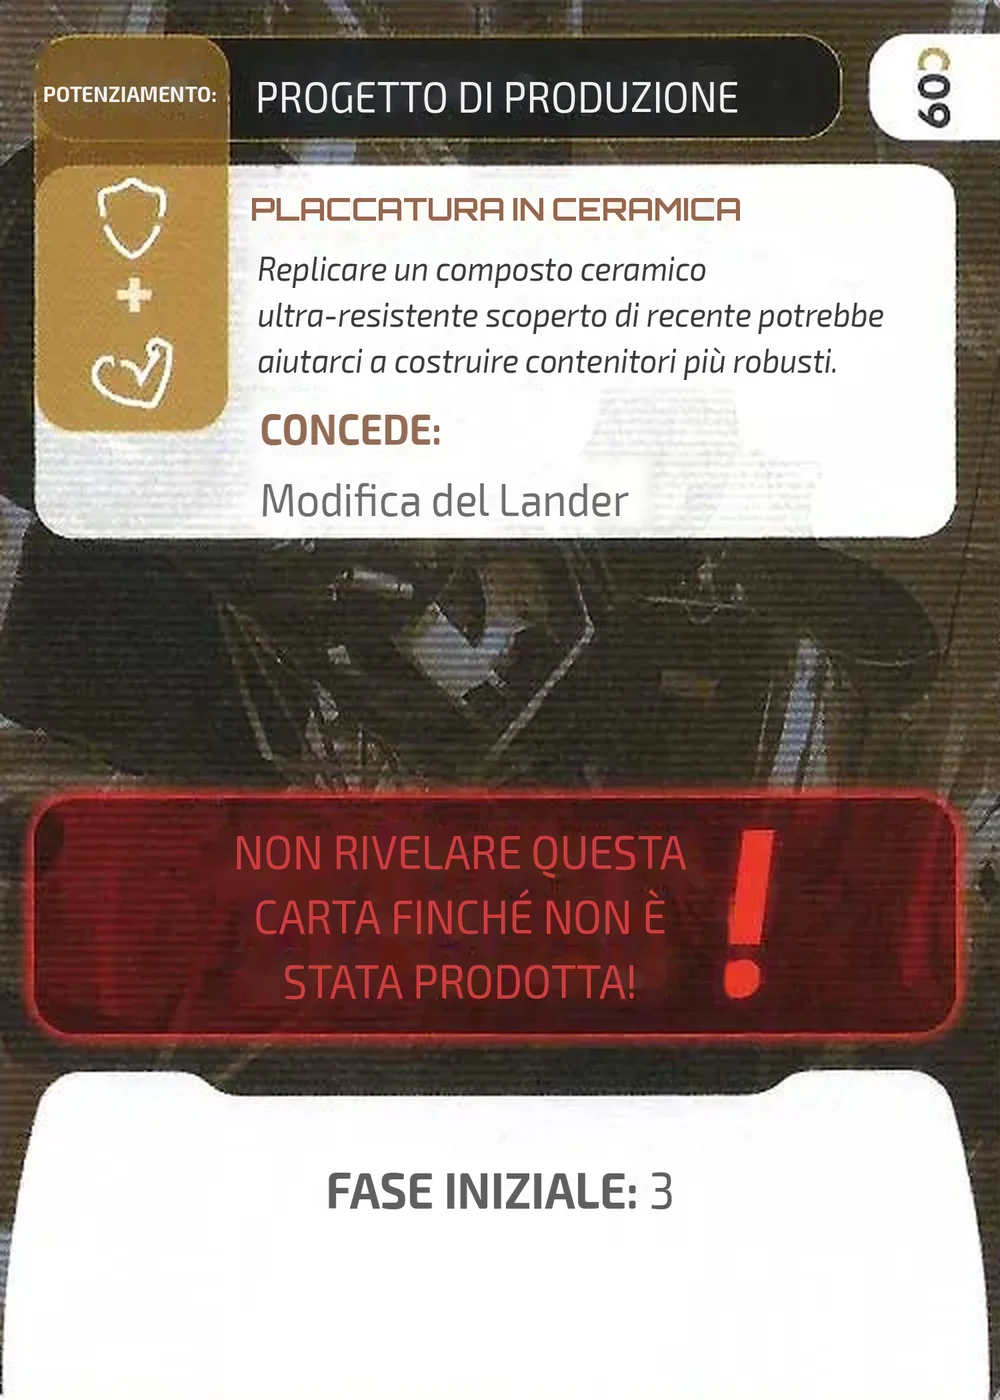 POTENZIAMENTO:
PROGETTO DI PRODUZIONE
C09
PLACCATURA IN CERAMICA
Replicare un composto ceramico
ultra-resistente scoperto di recente potrebbe
aiutarci a costruire contenitori più robusti.
CONCEDE:
Modifica del Lander
NON RIVELARE QUESTA
CARTA FINCHÉ NON È
STATA PRODOTTA!
FASE INIZIALE: 3